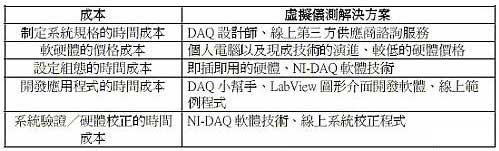 成本
虛擬儀測解決方案
制定系統規格的時間成本
DAQ 設計師、線上第三方供應商諮詢服務
軟硬體的價格成本
個人電腦以及現成技術的演進、較低的硬體價格
設定組態的時間成本
即插即用的硬體、NI-DAQ 軟體技術
開發應用程式的時間成本
DAQ 小幫手、LabView 圖形介面開發軟體、線上範
例程式
系統驗證／硬體校正的時間
成本
NI-DAQ 軟體技術、線上系統校正程式